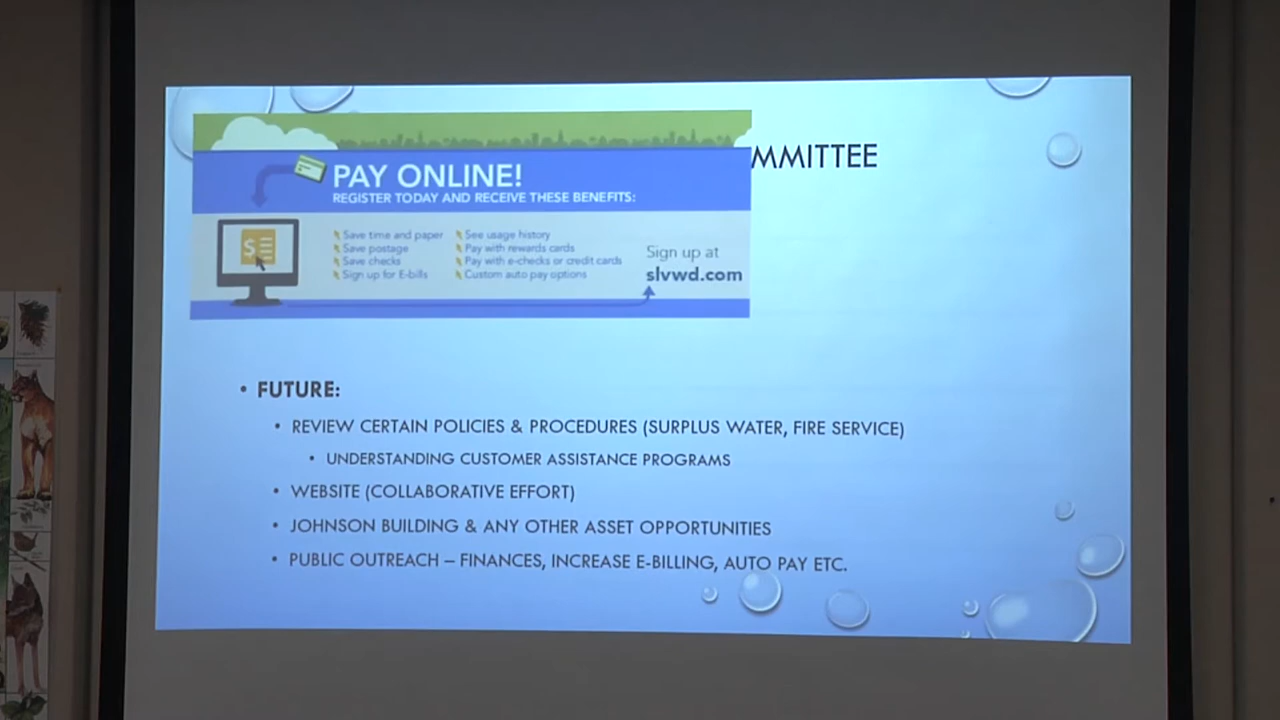 MMITTEE
PAY ONLINE!
REGISTER TODAY AND RECEIVE THESE BENEFITS:
Save time and paper
Save postage
Save checks
Sign up for E-bills
See usage history
Pay with rewards cards
Pay with e-checks or credit cards
Custom auto pay options
Sign up at
slvwd.com
$
• FUTURE:
• REVIEW CERTAIN POLICIES & PROCEDURES (SURPLUS WATER, FIRE SERVICE)
• UNDERSTANDING CUSTOMER ASSISTANCE PROGRAMS
• WEBSITE (COLLABORATIVE EFFORT)
• JOHNSON BUILDING & ANY OTHER ASSET OPPORTUNITIES
• PUBLIC OUTREACH – FINANCES, INCREASE E-BILLING, AUTO PAY ETC.